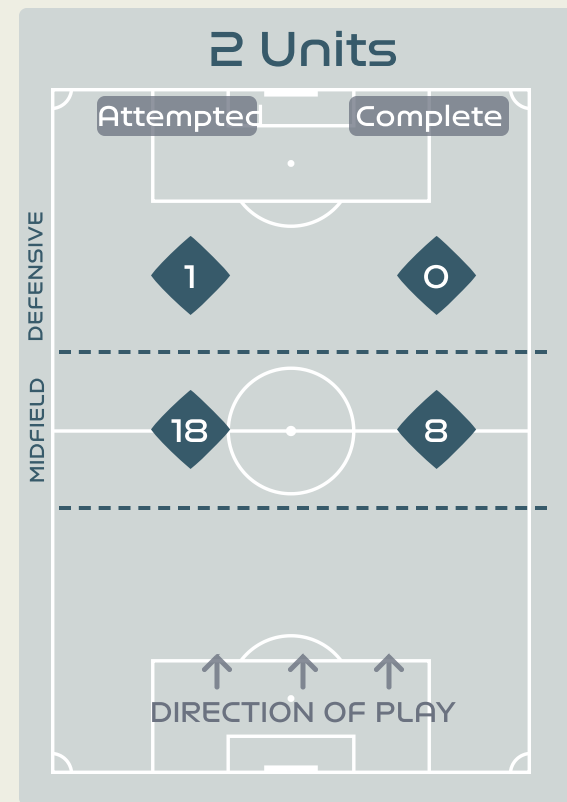 2 Units
Attempted Complete
DEFENSIVE
1 0
MIDFIELD
18 8
DIRECTION OF PLAY